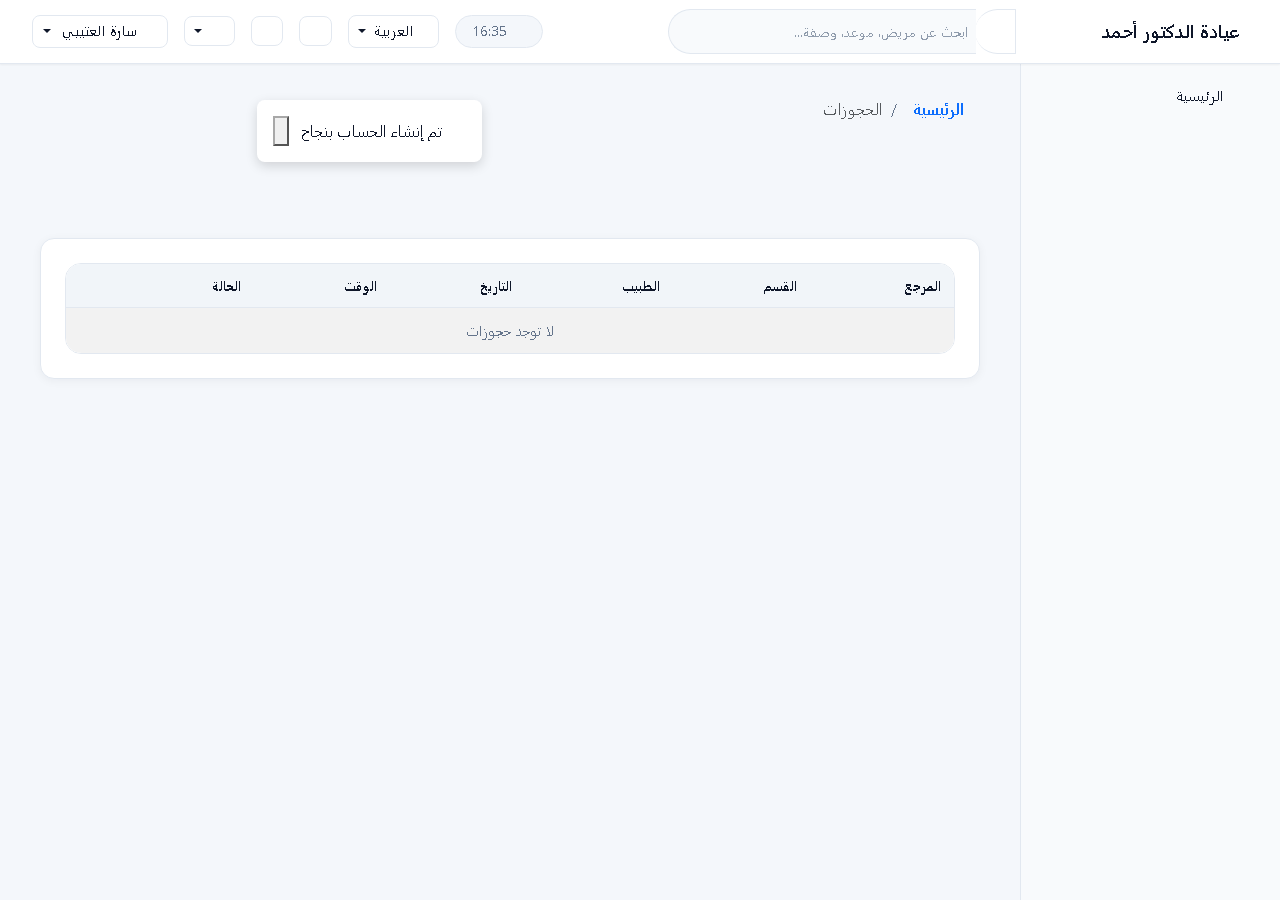 عيادة الدكتور أحمد
ابحث عن مريض، موعد، وصفة...
16:35
العربية
سارة العتيبي
الرئيسية
الرئيسية / الحجوزات
تم إنشاء الحساب بنجاح
المرجع القسم الطبيب التاريخ الوقت الحالة
لا توجد حجوزات